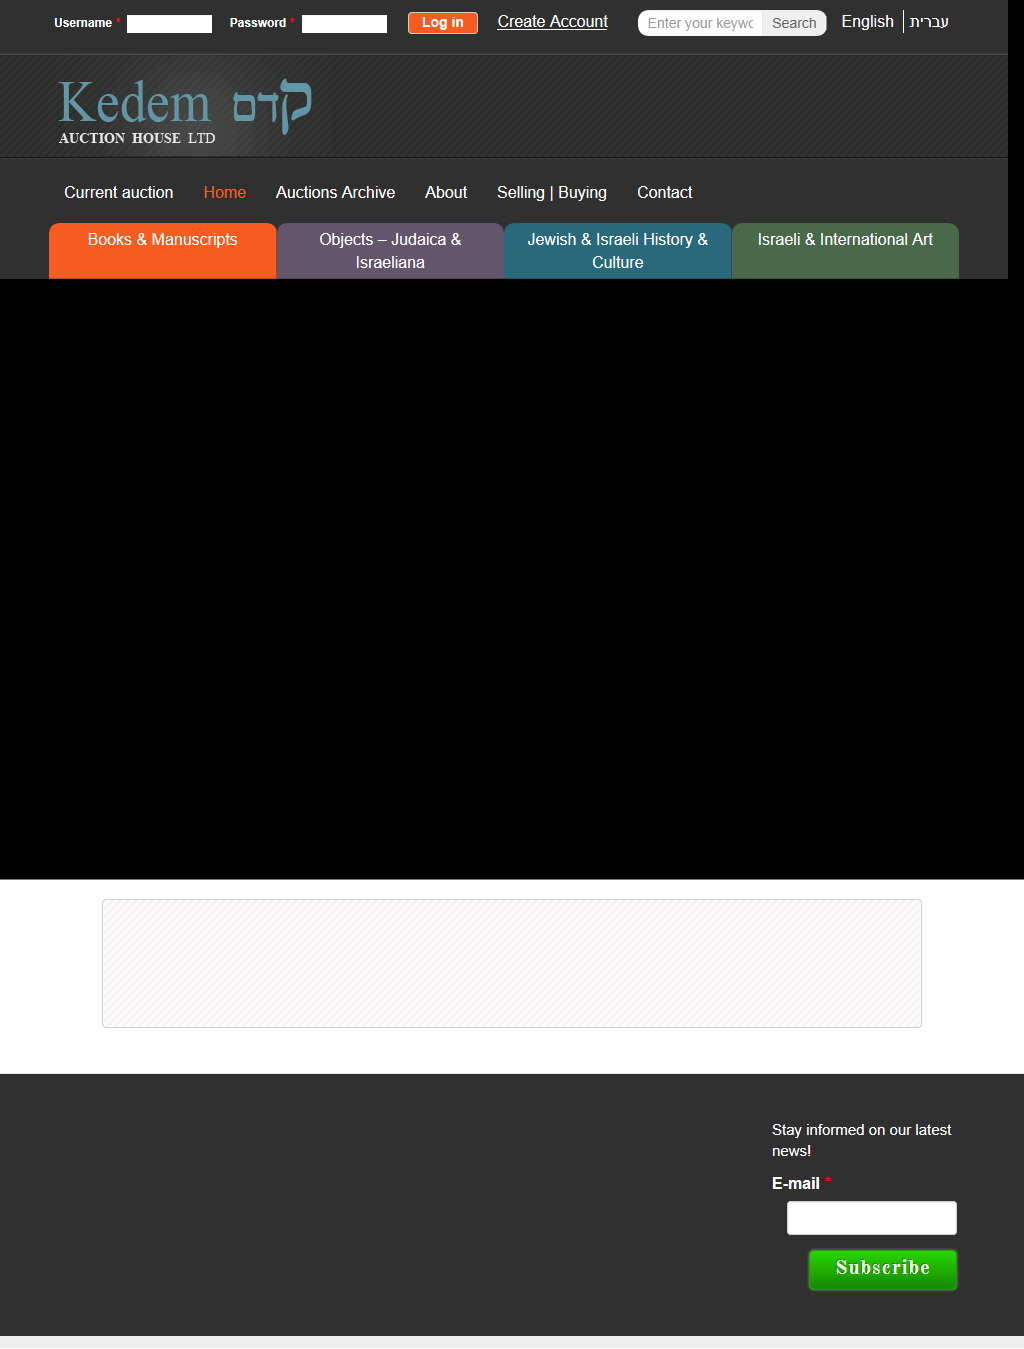 Username * Password * Log in Create Account Enter your keywo Search English עברית
Kedem קדם
AUCTION HOUSE LTD
Current auction Home Auctions Archive About Selling | Buying Contact
Books & Manuscripts
Objects – Judaica &
Israeliana
Jewish & Israeli History &
Culture
Israeli & International Art
Stay informed on our latest
news!
E-mail *
Subscribe